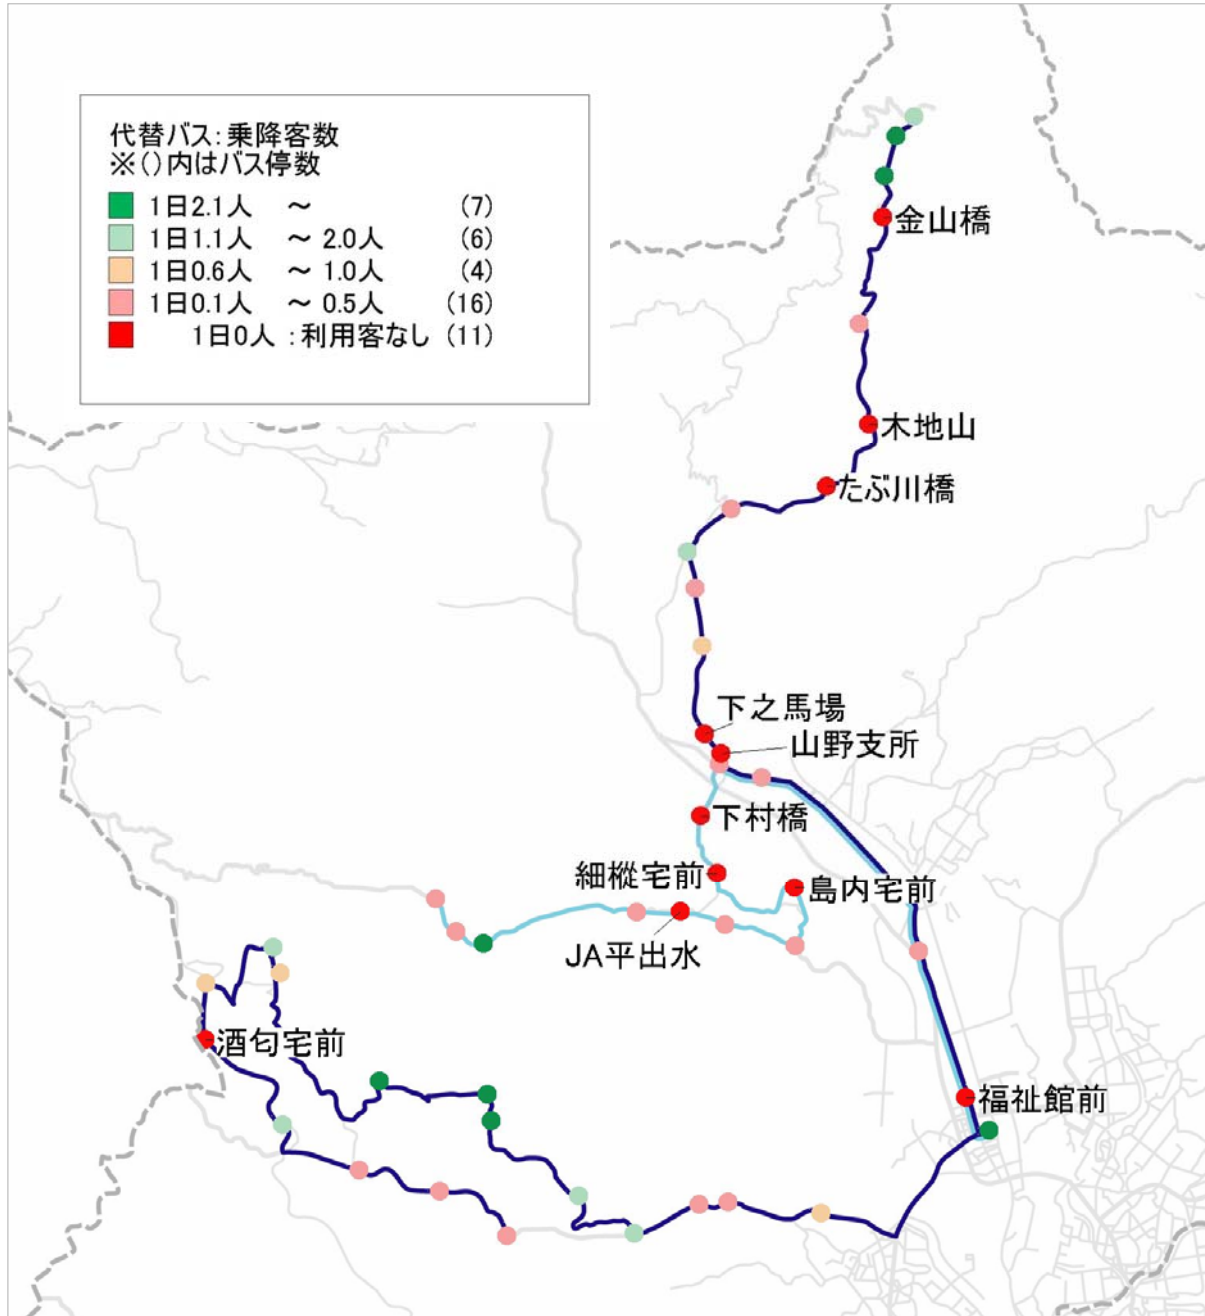 代替バス：乗降客数
※()内はバス停数
1日2.1人　～　(7)
1日1.1人　～ 2.0人　(6)
1日0.6人　～ 1.0人　(4)
1日0.1人　～ 0.5人　(16)
1日0人 ：利用客なし (11)
金山橋
木地山
たぶ川橋
下之馬場
山野支所
下村橋
細樅宅前
島内宅前
JA平出水
酒匂宅前
福祉館前